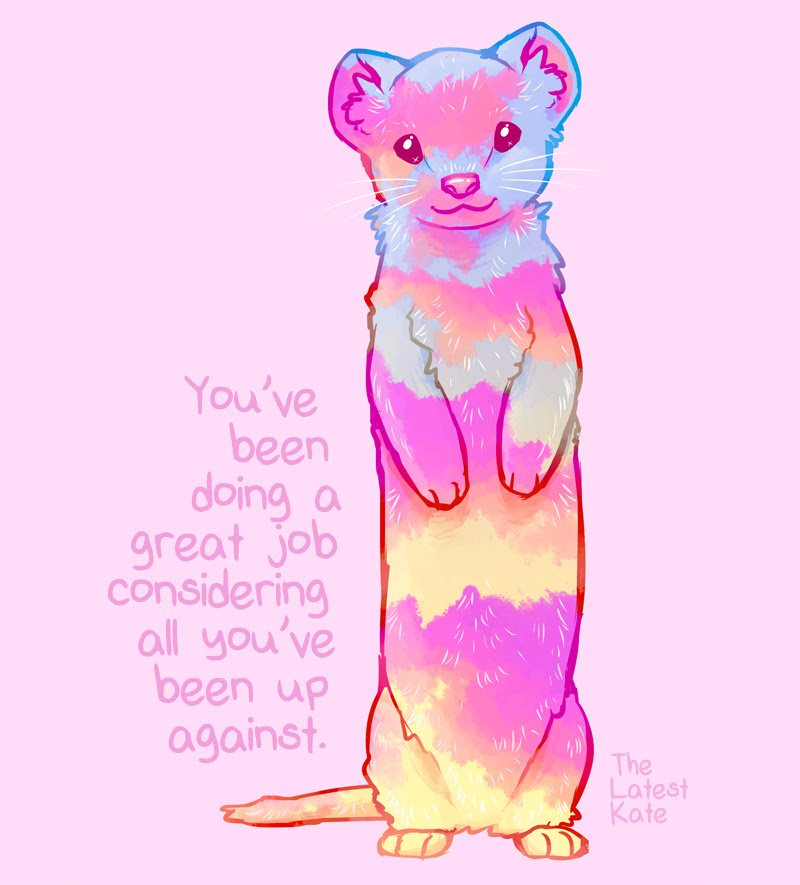 You've
been
doing a
great job
considering
all you've
been up
against.
The
Latest
Kate